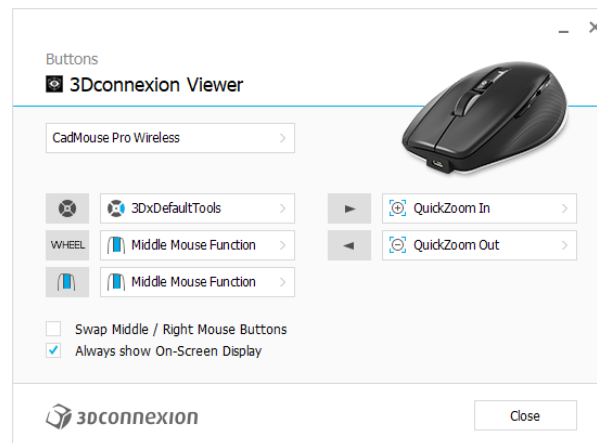 Buttons
3Dconnexion Viewer
CadMouse Pro Wireless
3DxDefaultTools
QuickZoom In
WHEEL
Middle Mouse Function
QuickZoom Out
Middle Mouse Function
Swap Middle / Right Mouse Buttons
Always show On-Screen Display
3DCONNEXION
Close